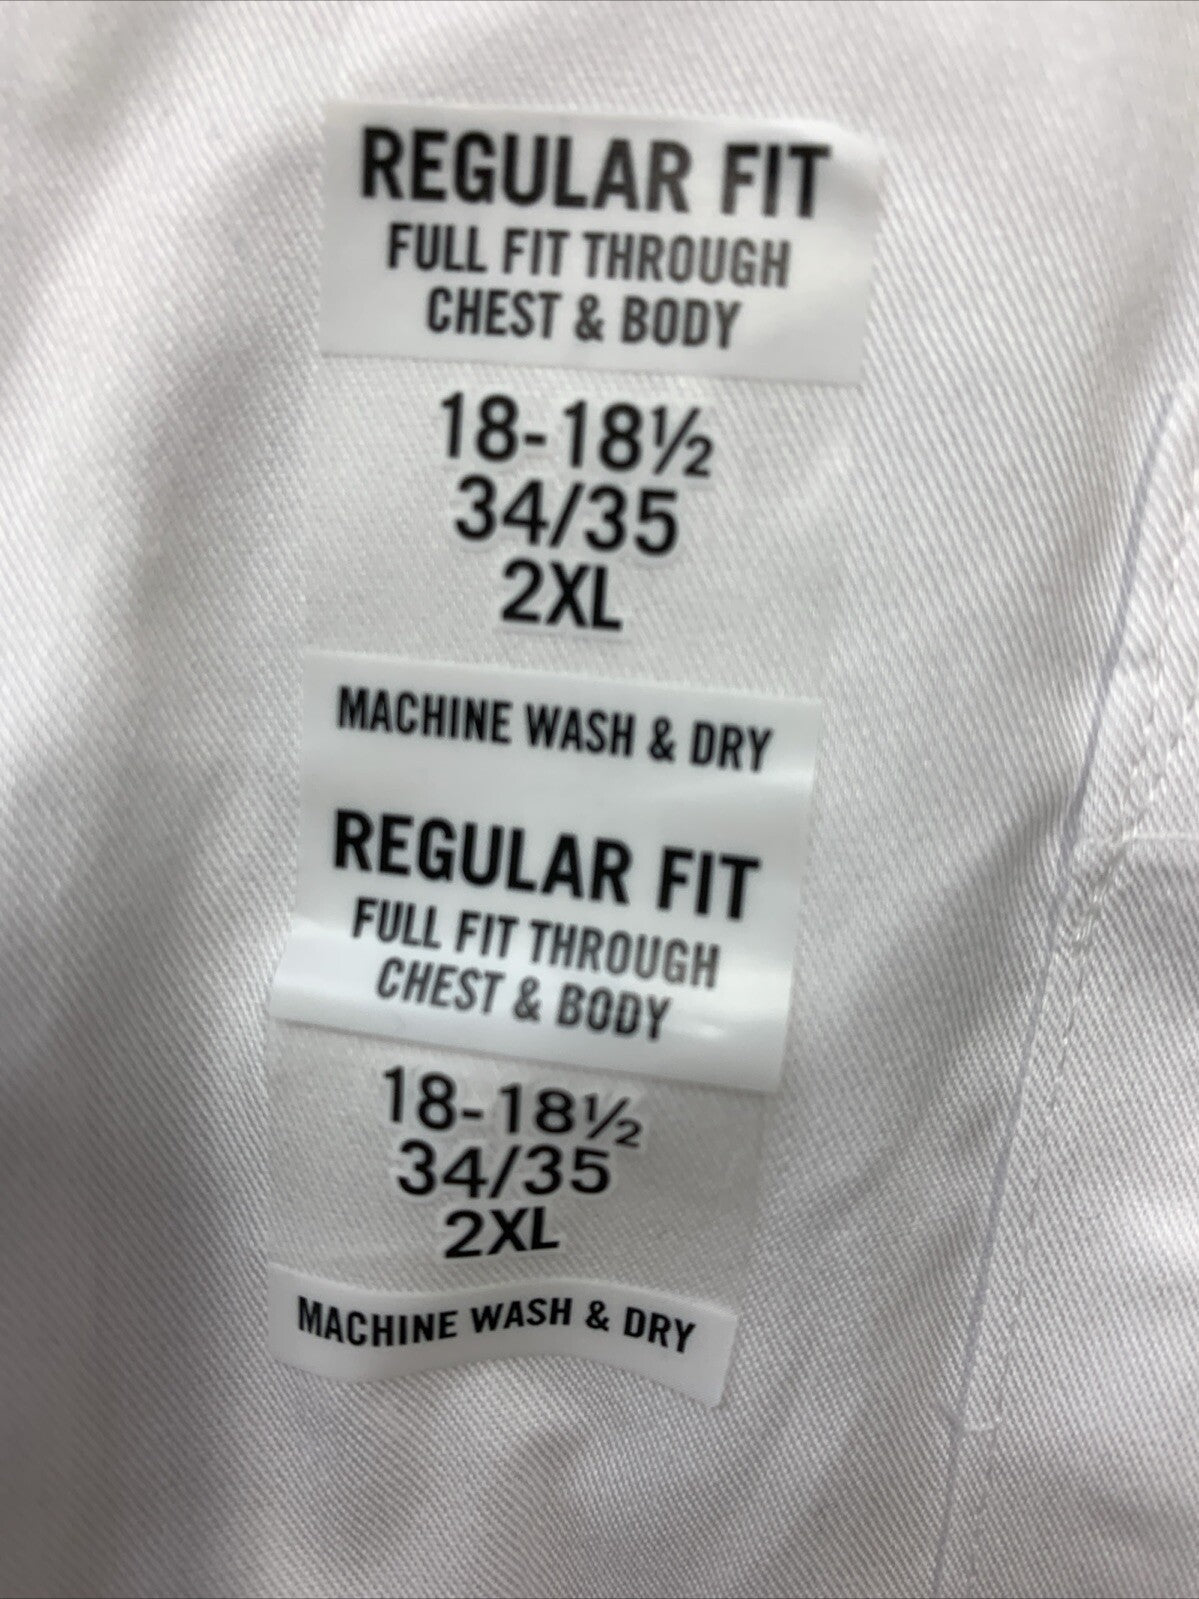 REGULAR FIT
FULL FIT THROUGH
CHEST & BODY
18-18½
34/35
2XL
MACHINE WASH & DRY
REGULAR FIT
FULL FIT THROUGH
CHEST & BODY
18-18½
34/35
2XL
MACHINE WASH & DRY